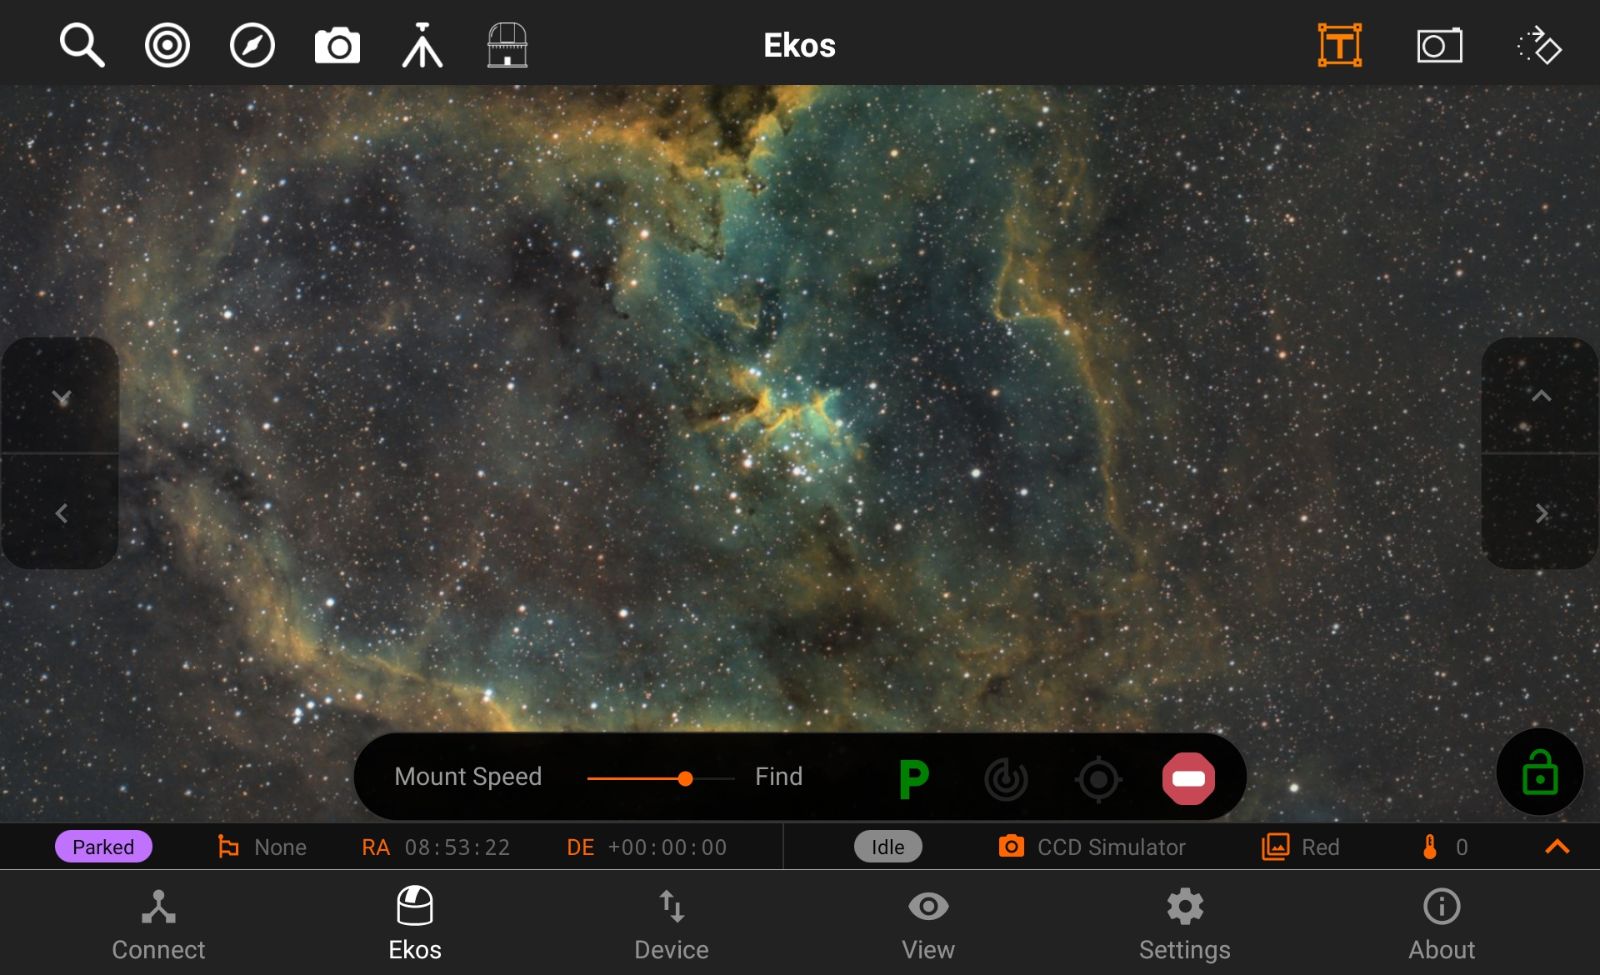 Ekos
T
Mount Speed Find P
Parked None RA 08:53:22 DE +00:00:00 Idle CCD Simulator Red 0
Connect Ekos Device View Settings About